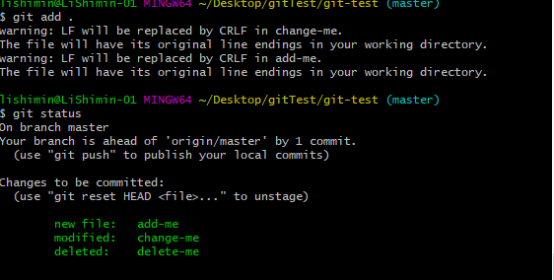 lishimin@LiShimin-01 MINGW64 ~/Desktop/gitTest/git-test (master)
$ git add .
warning: LF will be replaced by CRLF in change-me.
The file will have its original line endings in your working directory.
warning: LF will be replaced by CRLF in add-me.
The file will have its original line endings in your working directory.
lishimin@LiShimin-01 MINGW64 ~/Desktop/gitTest/git-test (master)
$ git status
On branch master
Your branch is ahead of 'origin/master' by 1 commit.
(use "git push" to publish your local commits)
Changes to be committed:
(use "git reset HEAD <file>..." to unstage)
new file: add-me
modified: change-me
deleted: delete-me